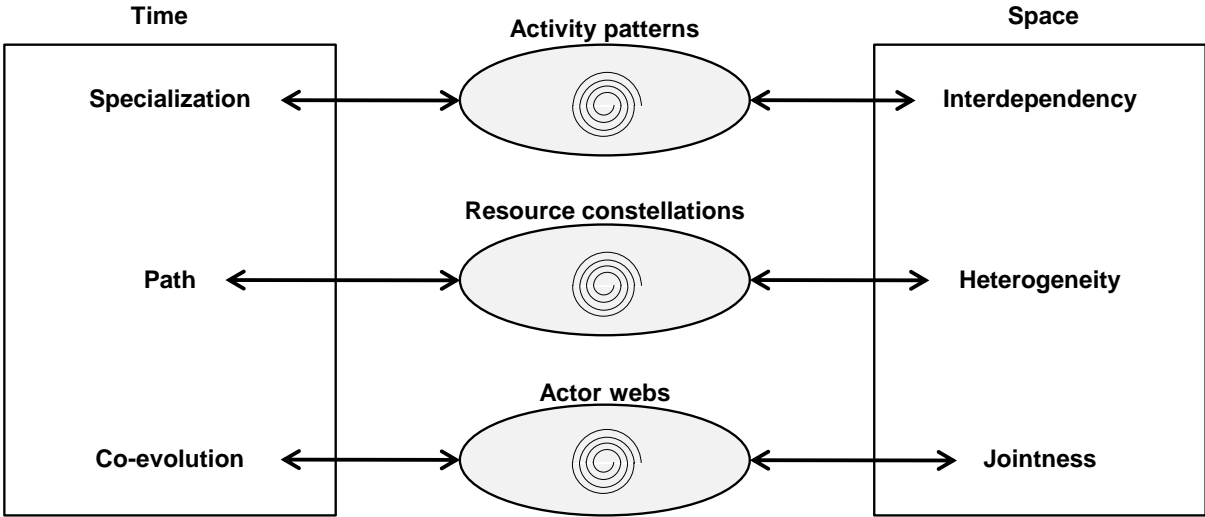 Time
Activity patterns
Space
Specialization
Interdependency
Resource constellations
Path
Heterogeneity
Actor webs
Co-evolution
Jointness